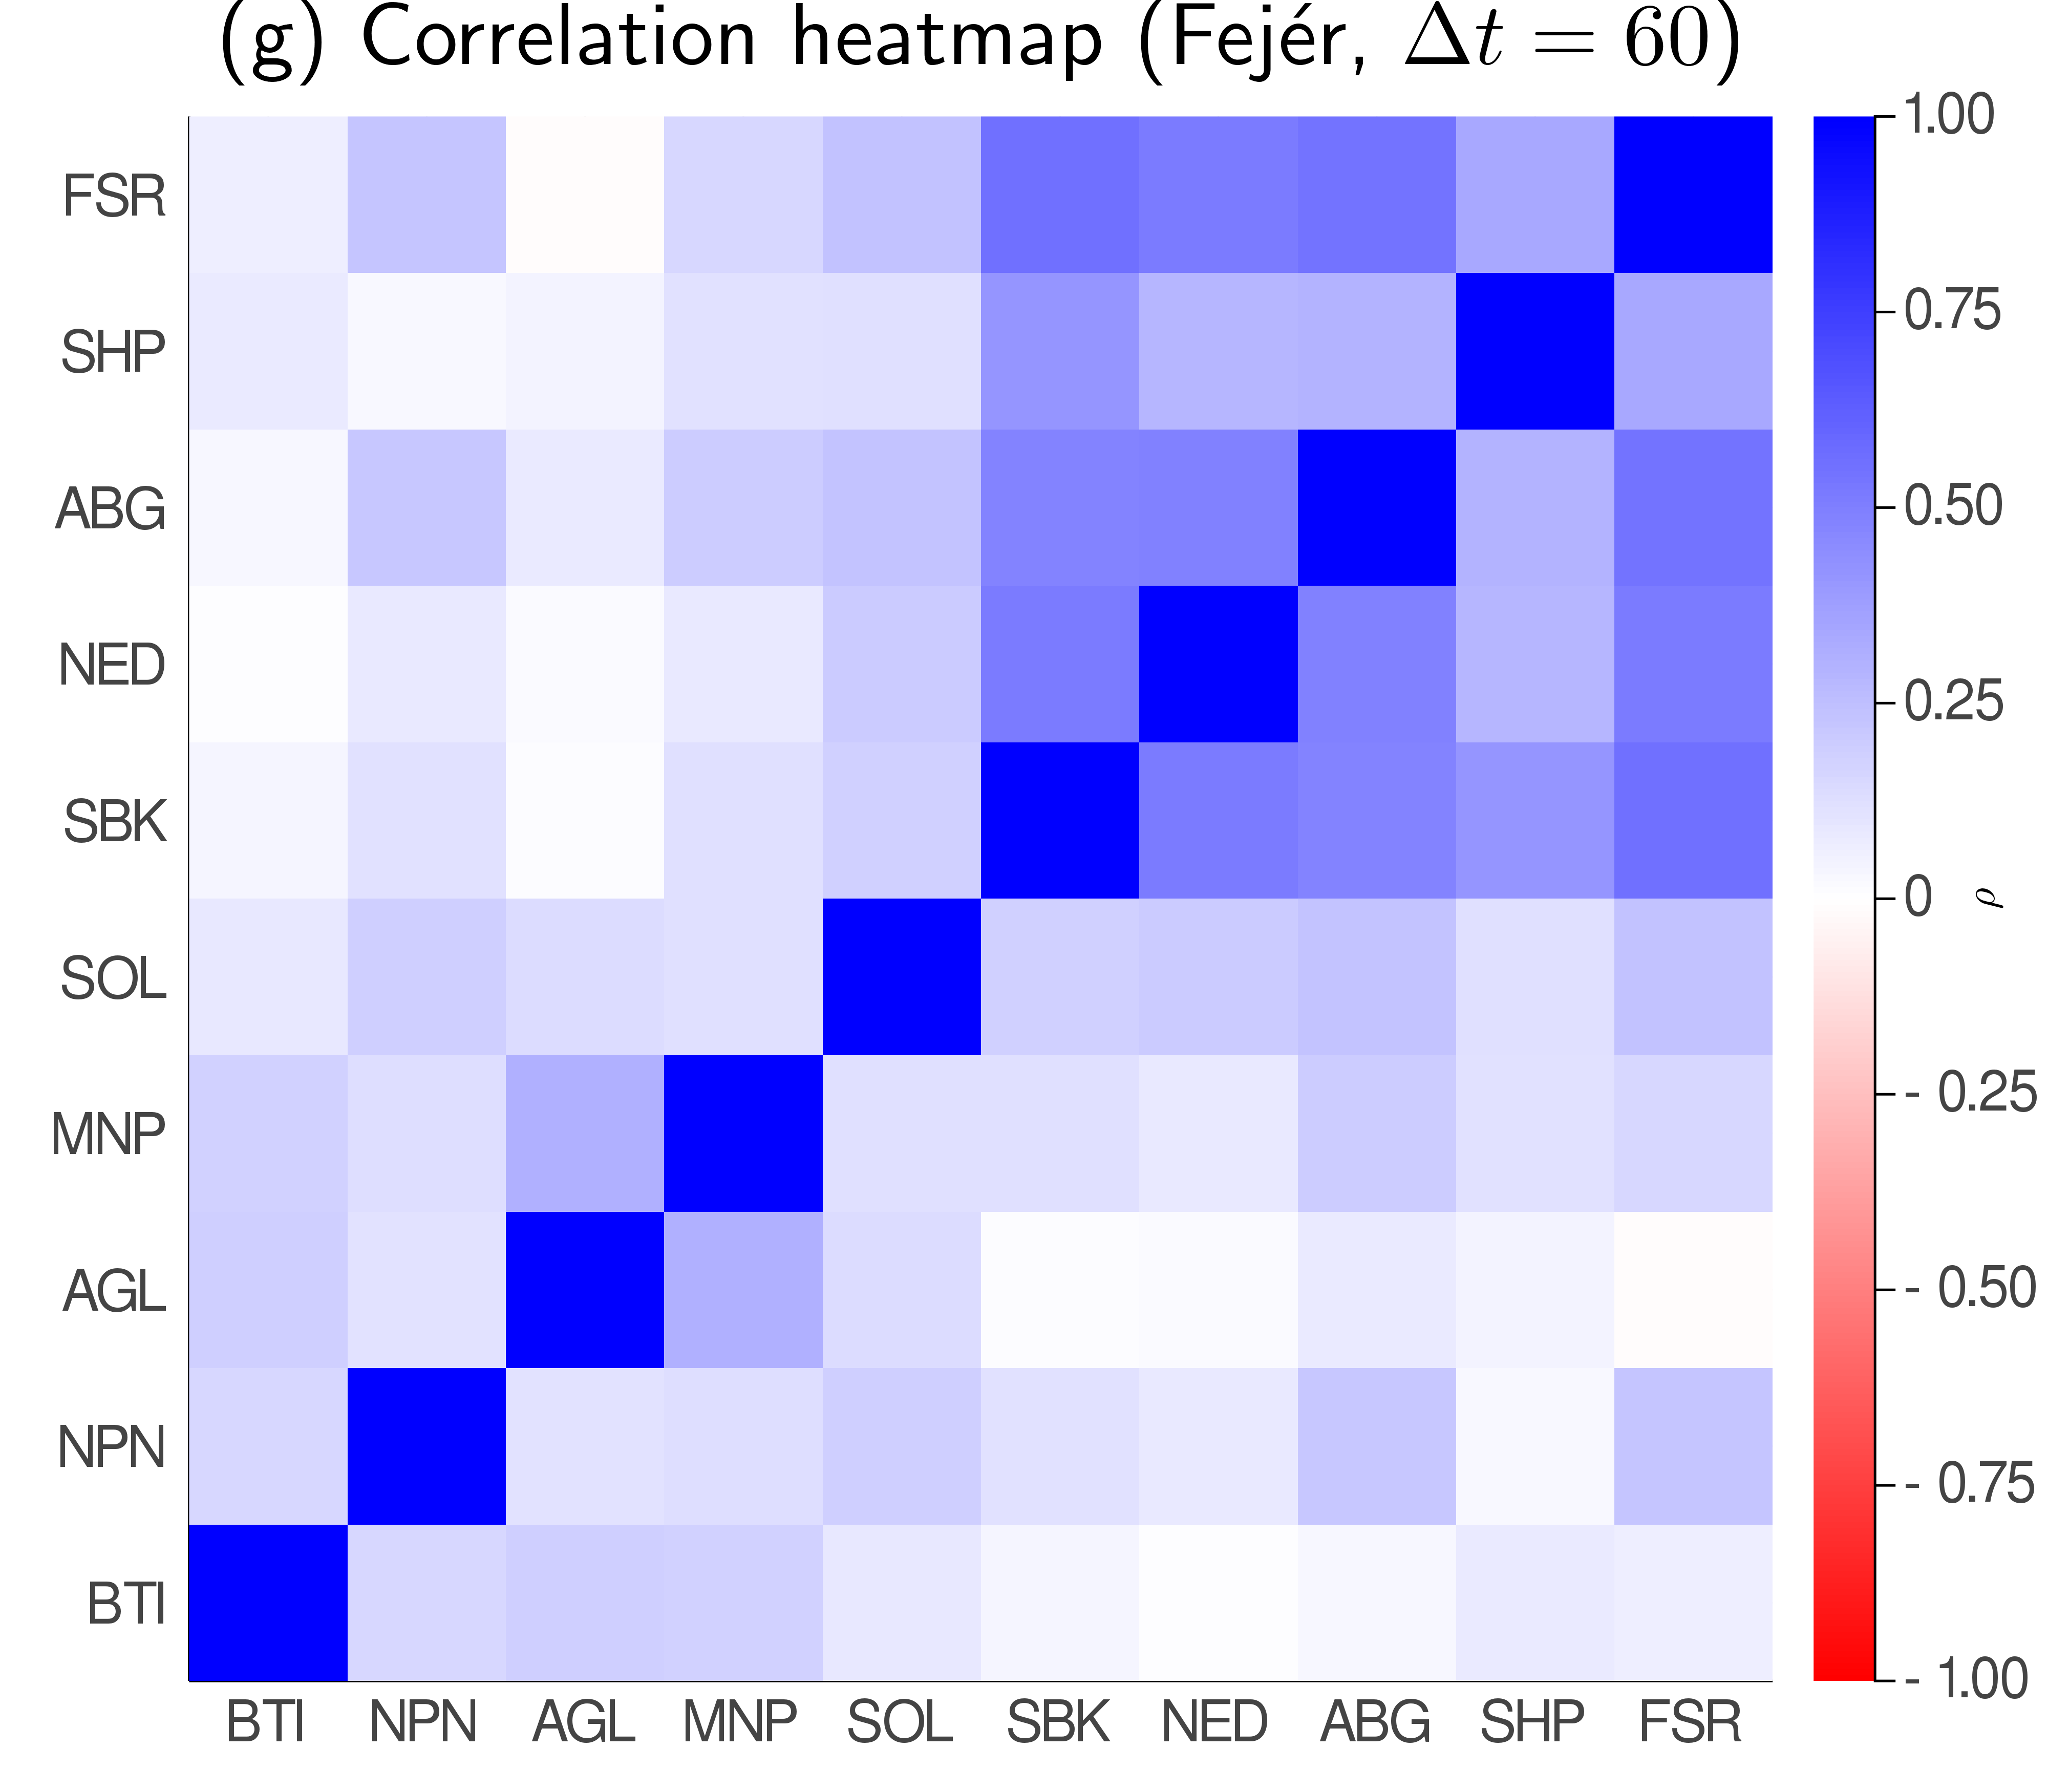 (g) Correlation heatmap (Fejér, Δt = 60)
FSR
SHP
ABG
NED
SBK
SOL
MNP
AGL
NPN
BTI
BTI NPN AGL MNP SOL SBK NED ABG SHP FSR
1.00
0.75
0.50
0.25
0
- 0.25
- 0.50
- 0.75
- 1.00
ρ